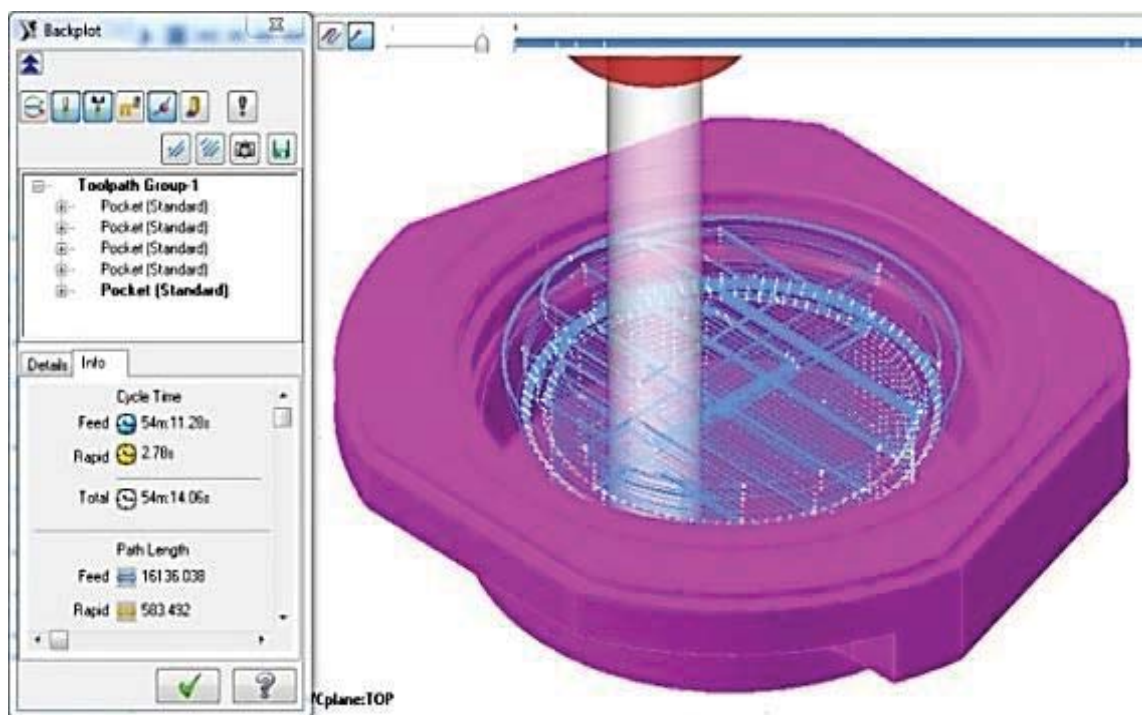 Backplot
Toolpath Group-1
Pocket (Standard)
Pocket (Standard)
Pocket (Standard)
Pocket (Standard)
Pocket (Standard)
Details Info
Cycle Time
Feed 54m:11.28s
Rapid 2.78s
Total 54m:14.06s
Path Length
Feed 16136.038
Rapid 583.492
Cplane:TOP